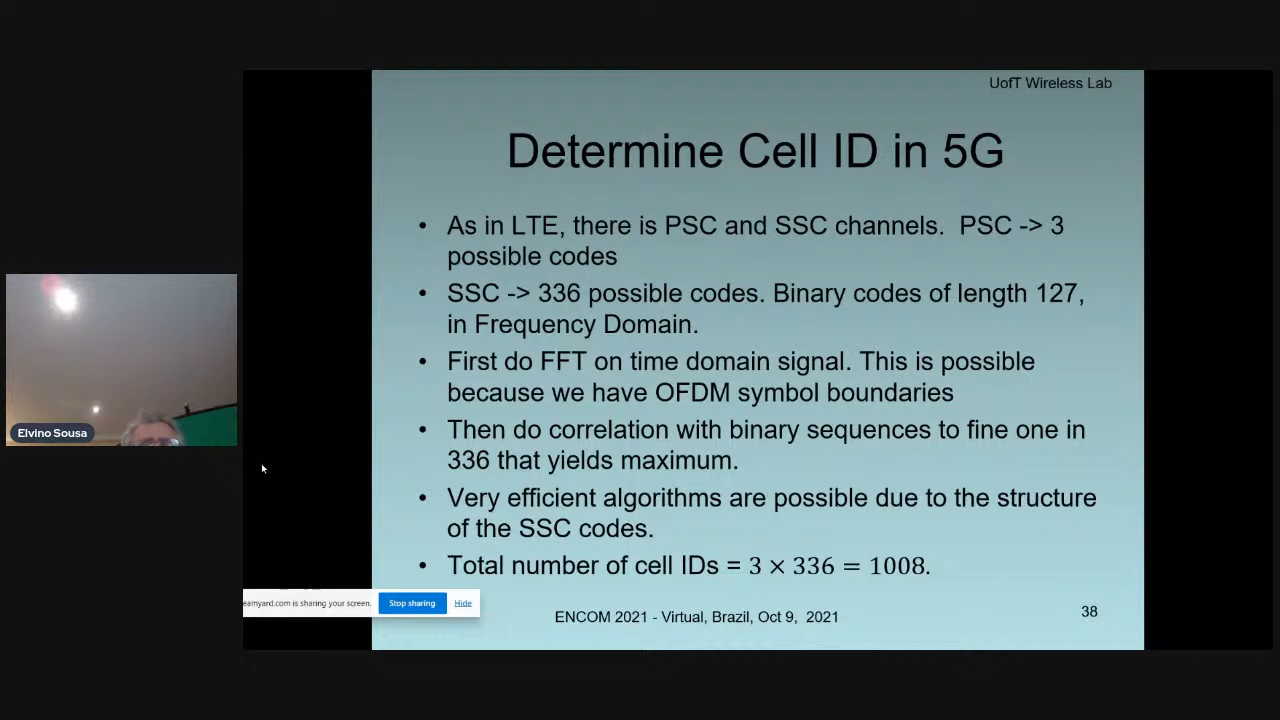 UofT Wireless Lab
Determine Cell ID in 5G
• As in LTE, there is PSC and SSC channels. PSC -> 3
possible codes
• SSC -> 336 possible codes. Binary codes of length 127,
in Frequency Domain.
• First do FFT on time domain signal. This is possible
because we have OFDM symbol boundaries
• Then do correlation with binary sequences to fine one in
336 that yields maximum.
• Very efficient algorithms are possible due to the structure
of the SSC codes.
• Total number of cell IDs = 3 × 336 = 1008.
Elvino Sousa
eamyard.com is sharing your screen. Stop sharing Hide
ENCOM 2021 - Virtual, Brazil, Oct 9, 2021
38